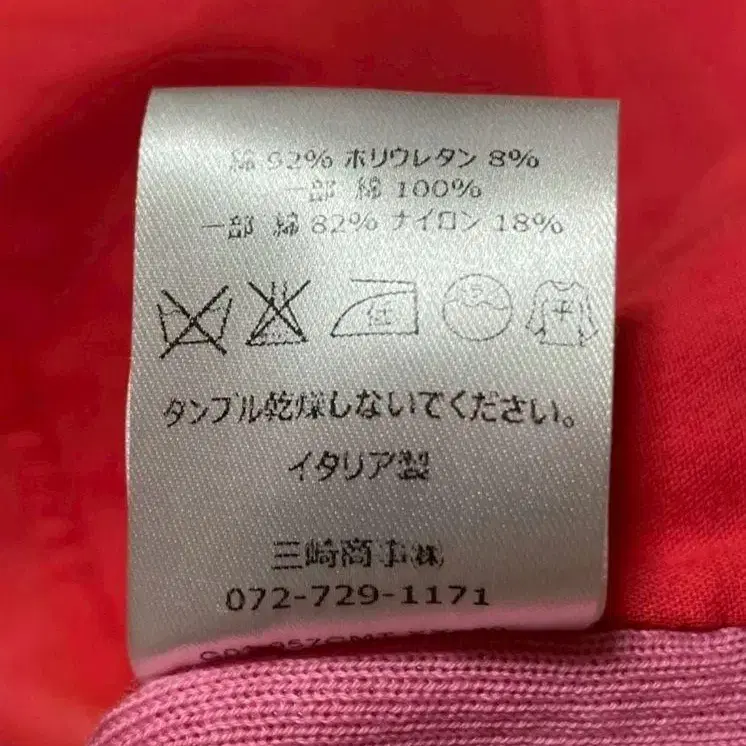 綿 92% ポリウレタン 8%
一部 綿 100%
一部 綿 82% ナイロン 18%
低 平
タンブル乾燥しないでください。
イタリア製
三崎商事㈱
072-729-1171